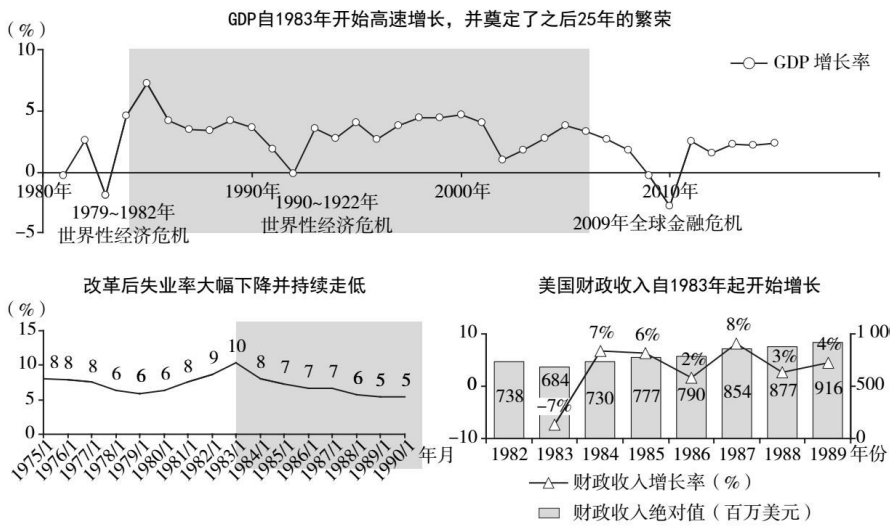 GDP自1983年开始高速增长，并奠定了之后25年的繁荣
（%）
10
5
0
-5
GDP 增长率
1980年
1990年
2000年
2010年
1979~1982年
世界性经济危机
1990~1922年
世界性经济危机
2009年全球金融危机
改革后失业率大幅下降并持续走低
（%）
15
10
5
0
8 8 8 6 6 6 8 9 10 8 7 7 7 6 5 5
1975/1
1976/1
1977/1
1978/1
1979/1
1980/1
1981/1
1982/1
1983/1
1984/1
1985/1
1986/1
1987/1
1988/1
1989/1
1990/1
年月
美国财政收入自1983年起开始增长
10
0
-10
1 000
500
0
-7% 7% 6% 2% 8% 3% 4%
738 684 730 777 790 854 877 916
1982 1983 1984 1985 1986 1987 1988 1989 年份
财政收入增长率（%）
财政收入绝对值（百万美元）